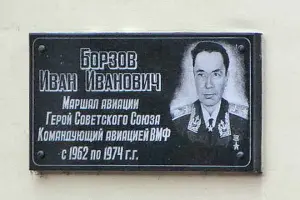 Борзов
Иван Иванович
Маршал авиации
Герой Советского Союза
Командующий авиацией ВМФ
с 1962 по 1974 г.г.